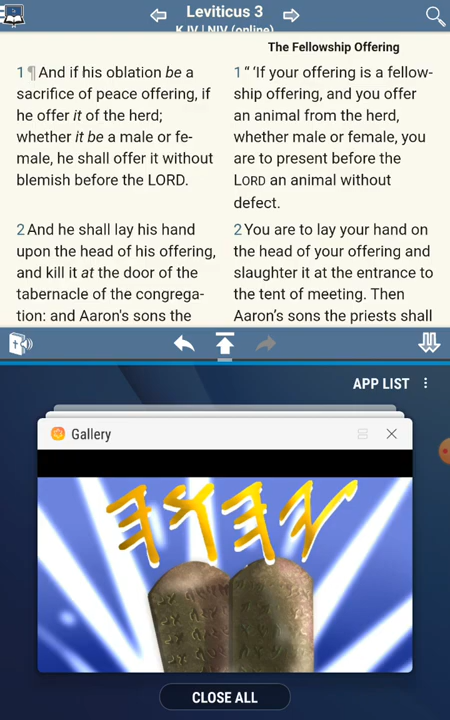 Leviticus 3
KJV | NIV (online)
1 ¶ And if his oblation be a
sacrifice of peace offering, if
he offer it of the herd;
whether it be a male or fe-
male, he shall offer it without
blemish before the LORD.
2 And he shall lay his hand
upon the head of his offering,
and kill it at the door of the
tabernacle of the congrega-
tion: and Aaron's sons the
The Fellowship Offering
1 “ ‘If your offering is a fellow-
ship offering, and you offer
an animal from the herd,
whether male or female, you
are to present before the
LORD an animal without
defect.
2 You are to lay your hand on
the head of your offering and
slaughter it at the entrance to
the tent of meeting. Then
Aaron’s sons the priests shall
APP LIST
Gallery
𐤉𐤄𐤅𐤄
CLOSE ALL